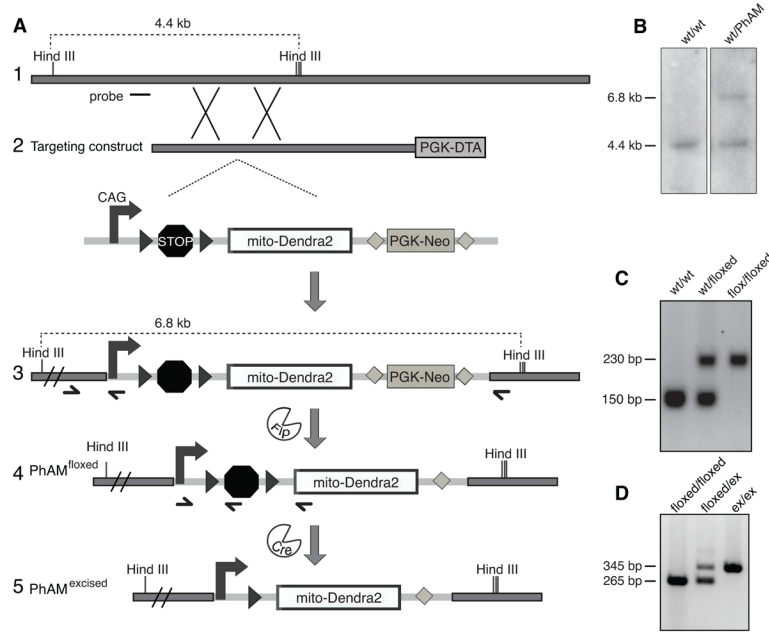 A
4.4 kb
Hind III
Hind III
1
probe
2 Targeting construct
PGK-DTA
CAG
STOP
mito-Dendra2
PGK-Neo
6.8 kb
Hind III
Hind III
3
mito-Dendra2
PGK-Neo
Flp
4 PhAMfloxed
Hind III
Hind III
mito-Dendra2
Cre
5 PhAMexcised
Hind III
Hind III
mito-Dendra2
B
wt/wt
wt/PhAM
6.8 kb
4.4 kb
C
wt/wt
wt/floxed
flox/floxed
230 bp
150 bp
D
floxed/floxed
floxed/ex
ex/ex
345 bp
265 bp